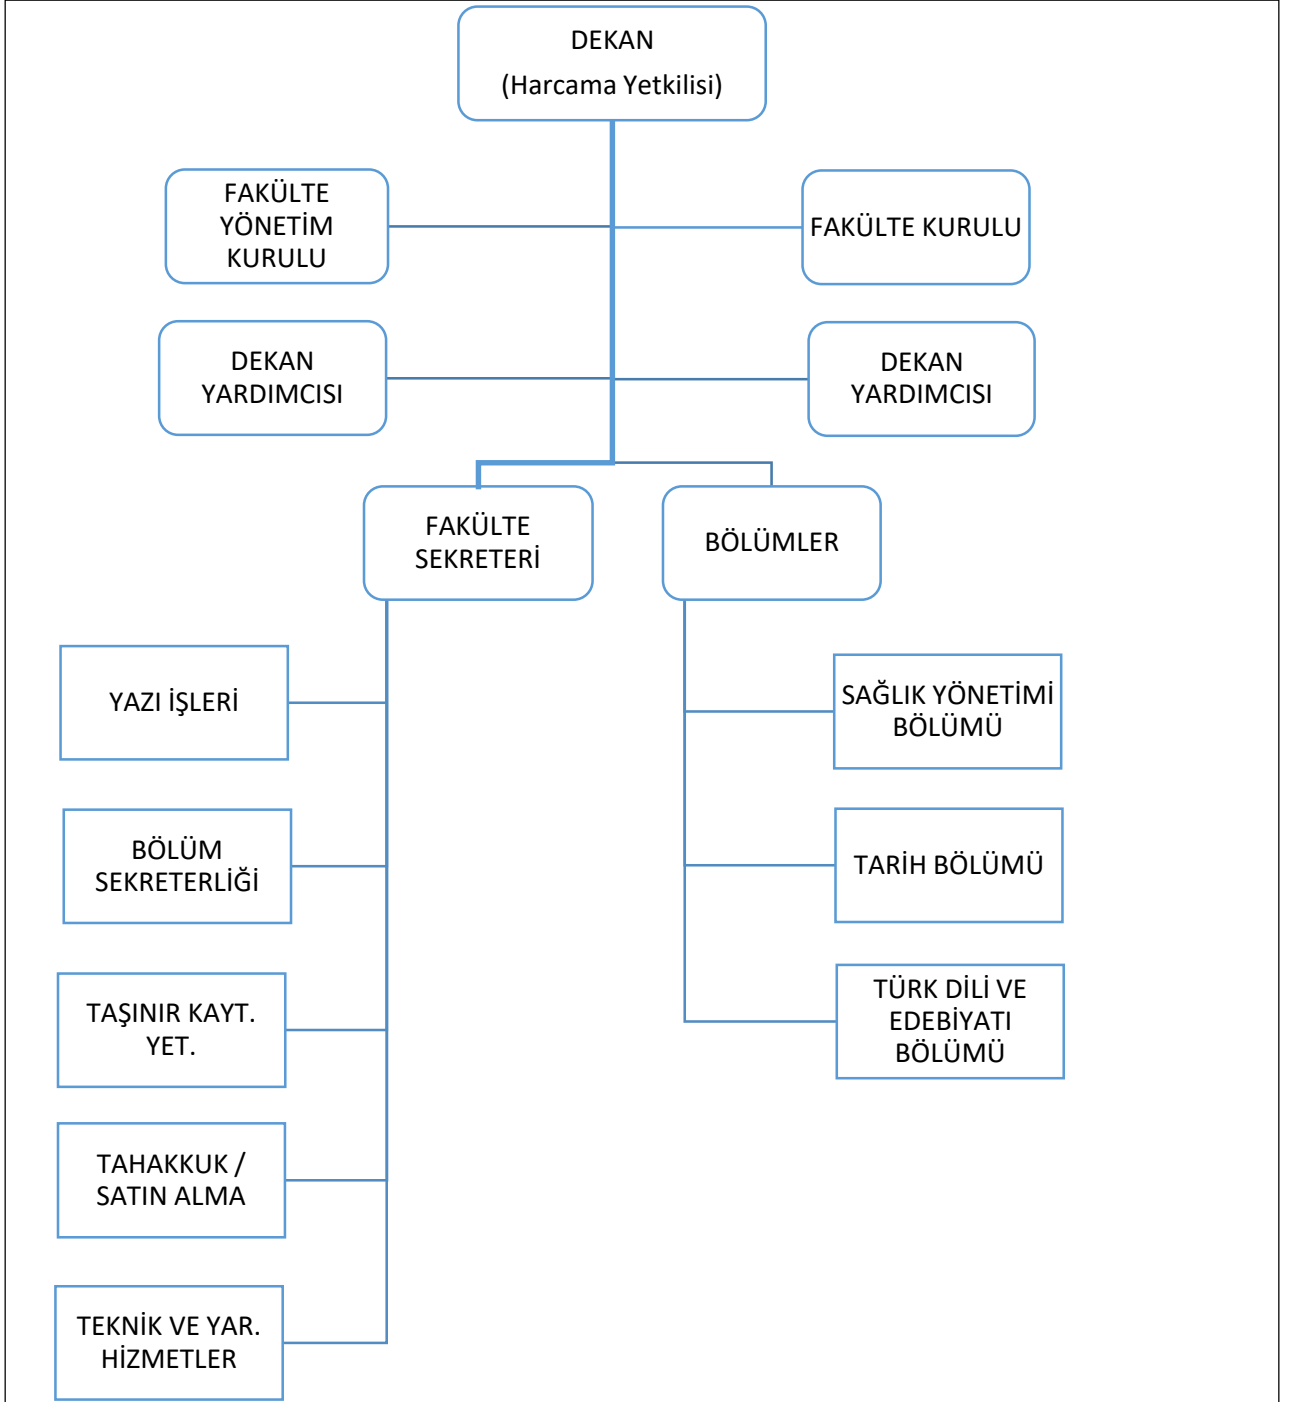 DEKAN
(Harcama Yetkilisi)
FAKÜLTE
YÖNETİM
KURULU
FAKÜLTE KURULU
DEKAN
YARDIMCISI
DEKAN
YARDIMCISI
FAKÜLTE
SEKRETERİ
BÖLÜMLER
YAZI İŞLERİ
BÖLÜM
SEKRETERLİĞİ
TAŞINIR KAYT.
YET.
TAHAKKUK /
SATIN ALMA
TEKNİK VE YAR.
HİZMETLER
SAĞLIK YÖNETİMİ
BÖLÜMÜ
TARİH BÖLÜMÜ
TÜRK DİLİ VE
EDEBİYATI
BÖLÜMÜ